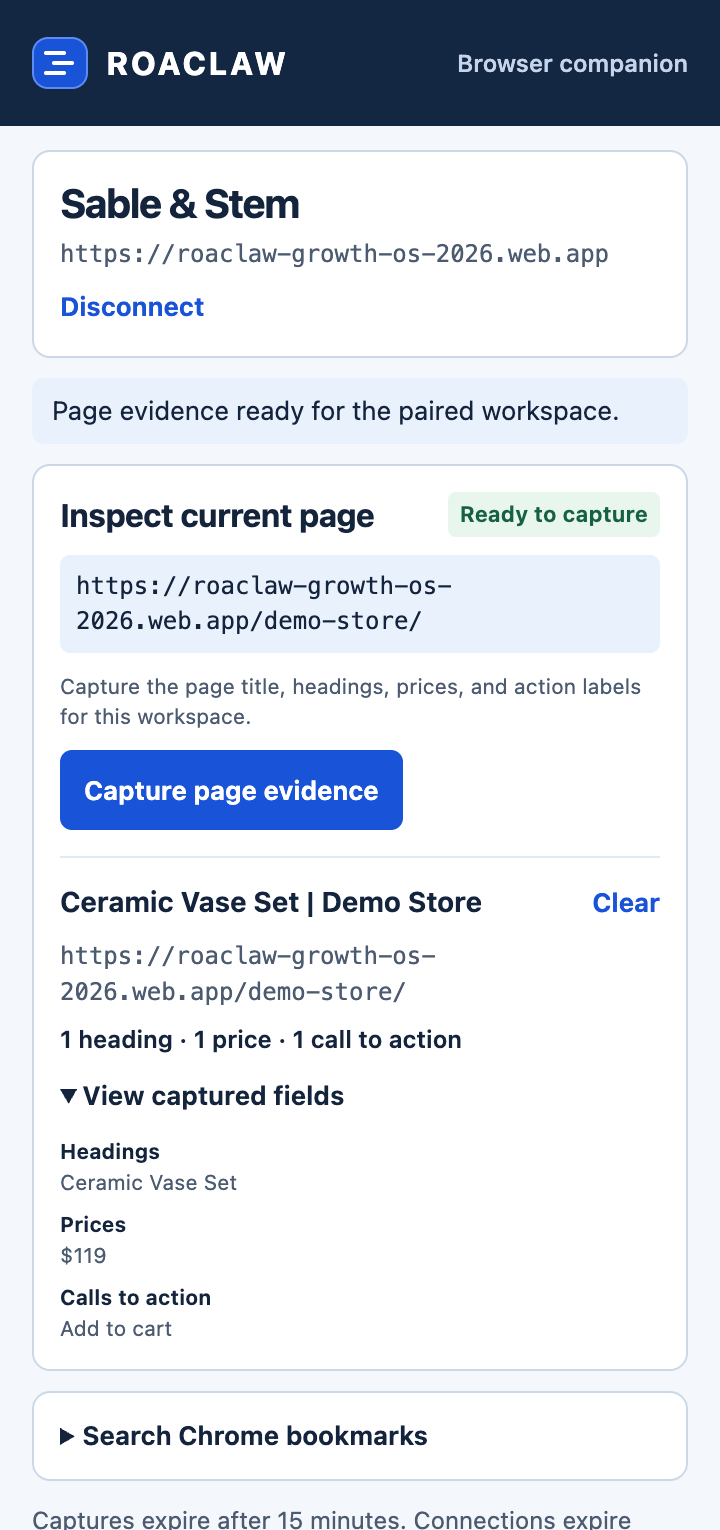 ROACLAW
Browser companion
Sable & Stem
https://roaclaw-growth-os-2026.web.app
Disconnect
Page evidence ready for the paired workspace.
Inspect current page
Ready to capture
https://roaclaw-growth-os-
2026.web.app/demo-store/
Capture the page title, headings, prices, and action labels
for this workspace.
Capture page evidence
Ceramic Vase Set | Demo Store
Clear
https://roaclaw-growth-os-
2026.web.app/demo-store/
1 heading · 1 price · 1 call to action
View captured fields
Headings
Ceramic Vase Set
Prices
$119
Calls to action
Add to cart
Search Chrome bookmarks
Captures expire after 15 minutes. Connections expire